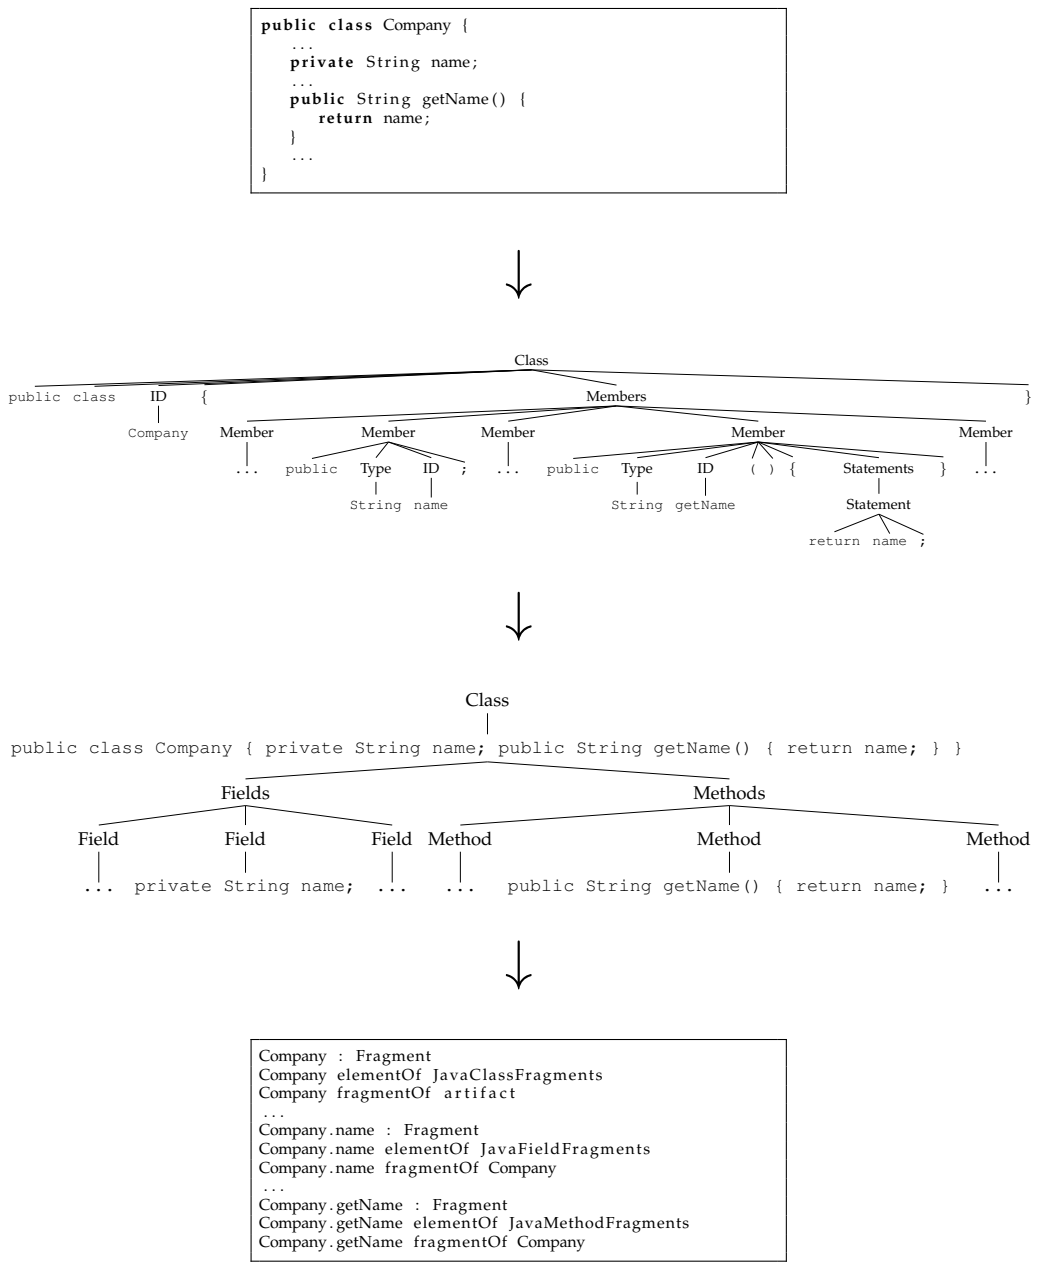 public class Company {
...
private String name;
...
public String getName() {
return name;
}
...
}
Class
public class ID { Members }
Company Member Member Member Member Member
... public Type ID ; ... public Type ID ( ) { Statements } ...
String name String getName Statement
return name ;
Class
public class Company { private String name; public String getName() { return name; } }
Fields Methods
Field Field Field Method Method Method
... private String name; ... ... public String getName() { return name; } ...
Company : Fragment
Company elementOf JavaClassFragments
Company fragmentOf artifact
...
Company.name : Fragment
Company.name elementOf JavaFieldFragments
Company.name fragmentOf Company
...
Company.getName : Fragment
Company.getName elementOf JavaMethodFragments
Company.getName fragmentOf Company